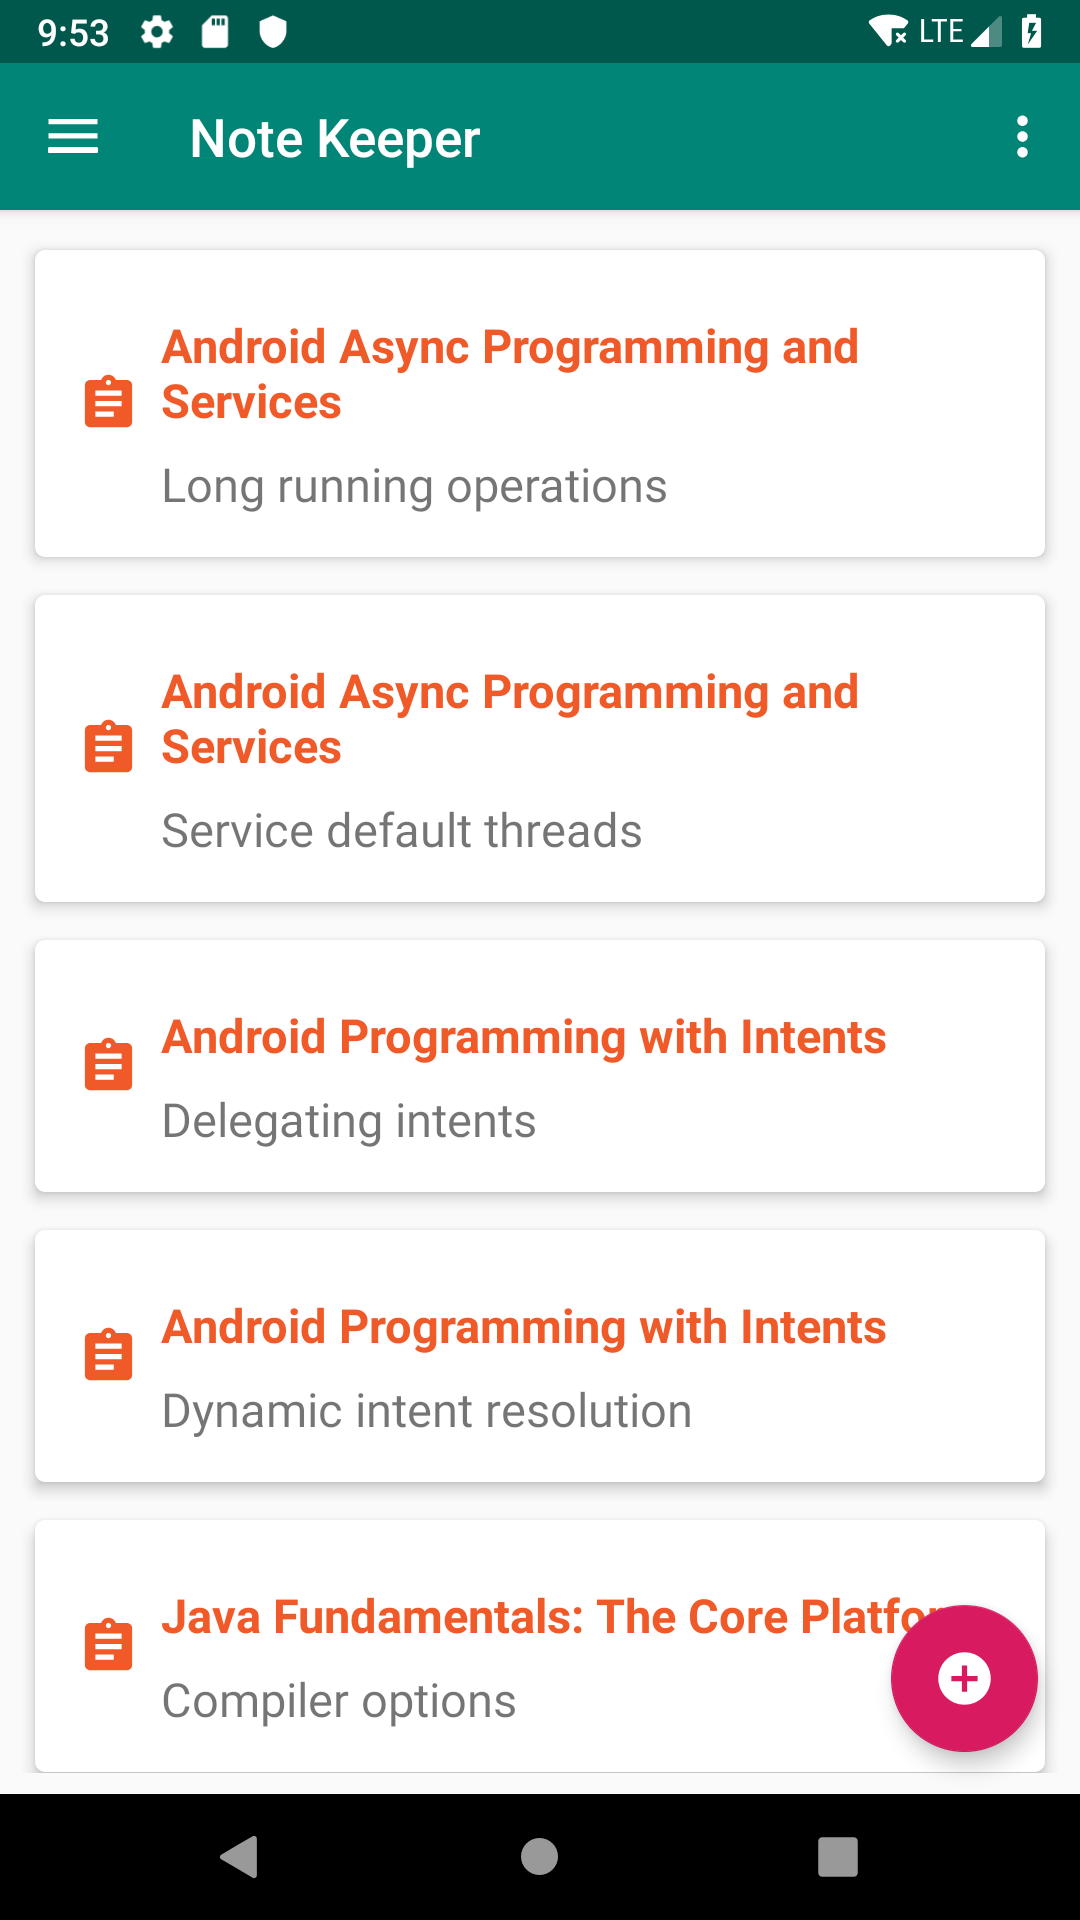 9:53 LTE
Note Keeper
Android Async Programming and
Services
Long running operations
Android Async Programming and
Services
Service default threads
Android Programming with Intents
Delegating intents
Android Programming with Intents
Dynamic intent resolution
Java Fundamentals: The Core
Compiler options